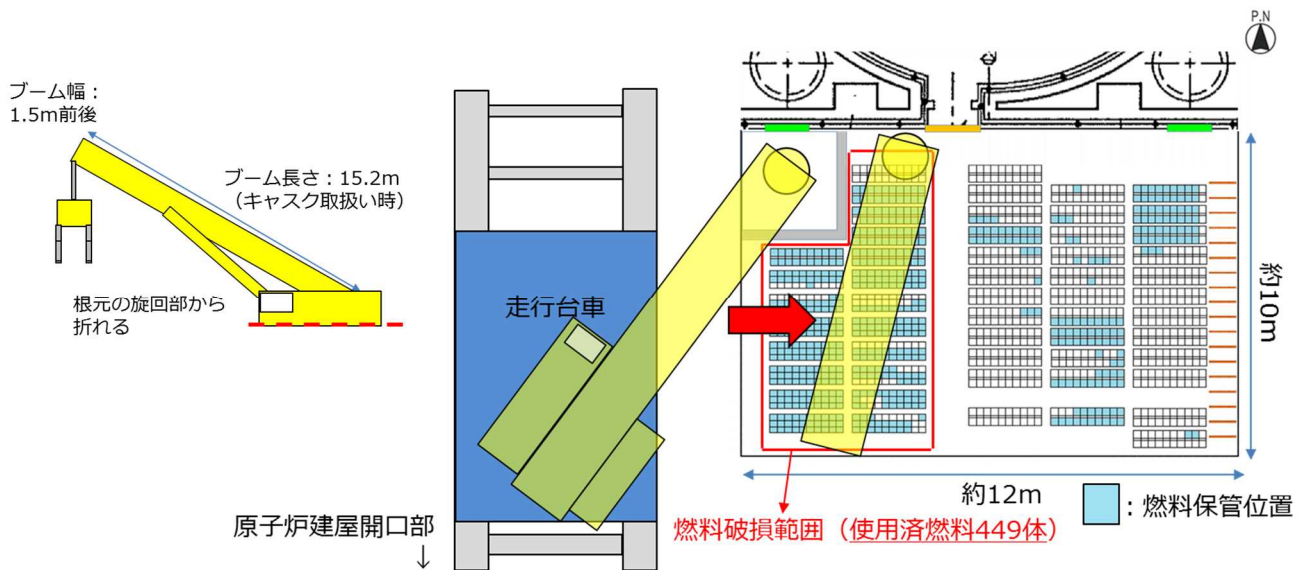 P.N
ブーム幅：
1.5m前後
ブーム長さ：15.2m
（キャスク取扱い時）
根元の旋回部から
折れる
走行台車
約10m
約12m
：燃料保管位置
原子炉建屋開口部
↓
燃料破損範囲（使用済燃料449体）